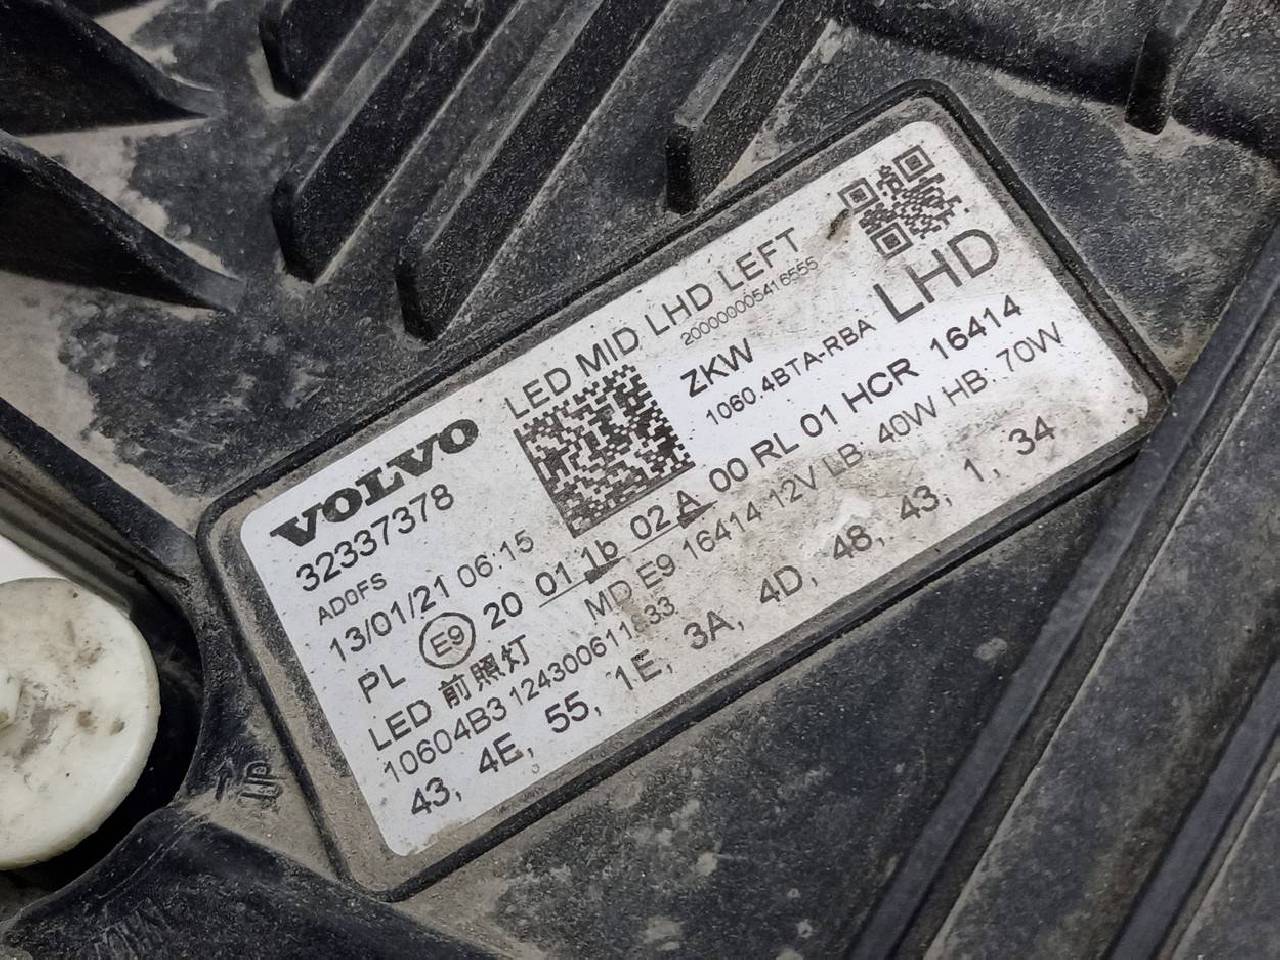 VOLVO
32337378
AD0FS
13/01/21 06:15
LED MID LHD LEFT
200000005416555
ZKW
1060.4BTA-RBA
LHD
PL E9 20 01 1b 02 A 00 RL 01 HCR 16414
LED 前照灯 MD E9 16414 12V LB: 40W HB: 70W
10604B3
43, 4E, 55, 1E, 3A, 4D, 48, 43, 1, 34